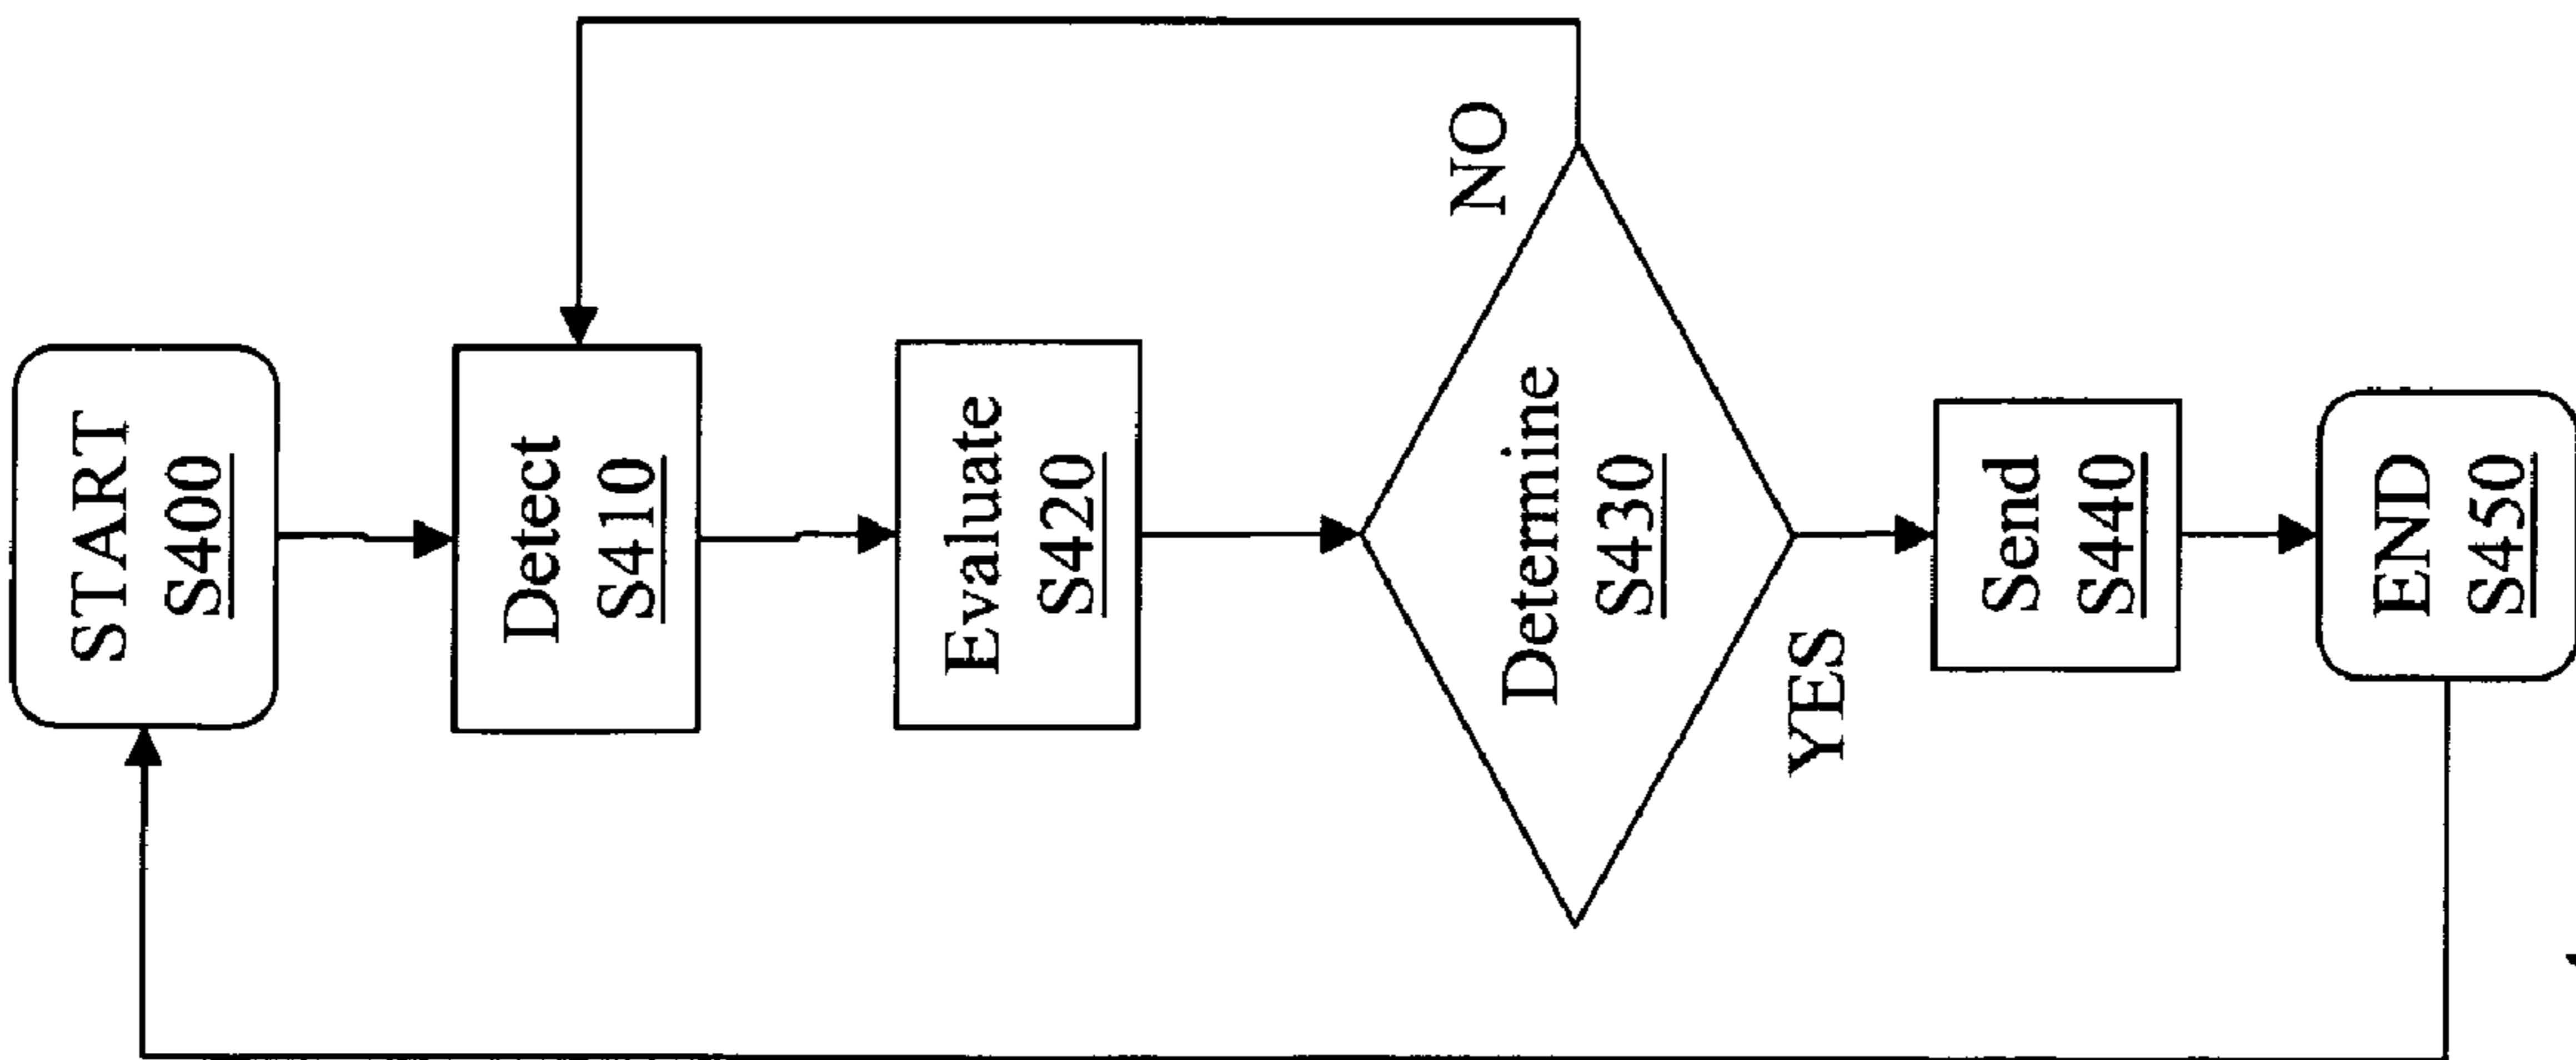 START
S400
Detect
S410
Evaluate
S420
Determine
S430
NO
YES
Send
S440
END
S450